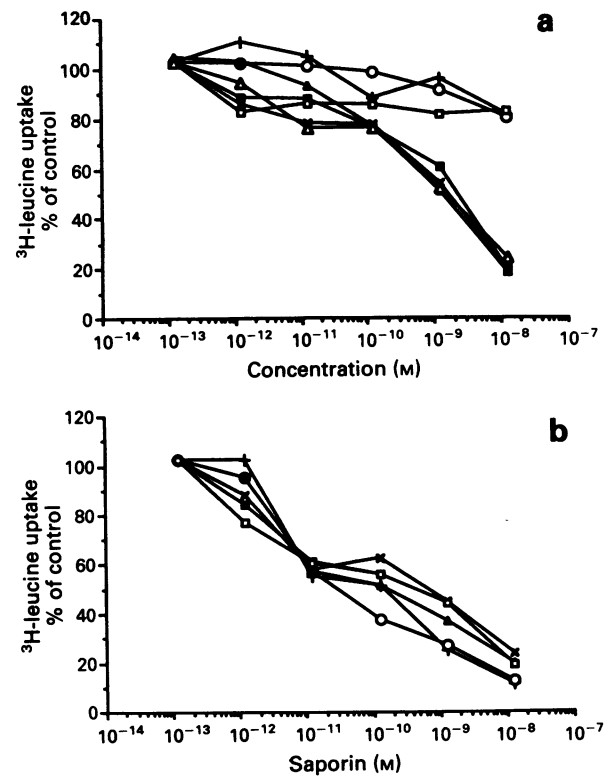 a
120
100
80
60
40
20
0
³H-leucine uptake
% of control
10⁻¹⁴ 10⁻¹³ 10⁻¹² 10⁻¹¹ 10⁻¹⁰ 10⁻⁹ 10⁻⁸ 10⁻⁷
Concentration (M)
b
120
100
80
60
40
20
0
³H-leucine uptake
% of control
10⁻¹⁴ 10⁻¹³ 10⁻¹² 10⁻¹¹ 10⁻¹⁰ 10⁻⁹ 10⁻⁸ 10⁻⁷
Saporin (M)